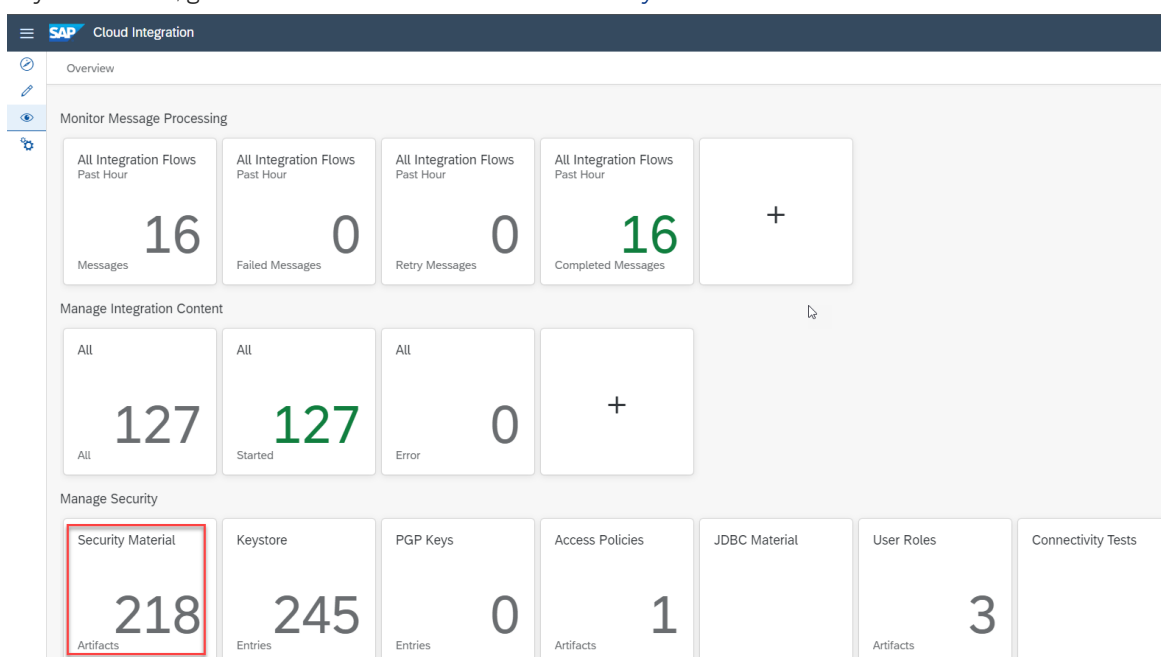 SAP Cloud Integration
Overview
Monitor Message Processing
All Integration Flows
Past Hour
16
Messages
All Integration Flows
Past Hour
0
Failed Messages
All Integration Flows
Past Hour
0
Retry Messages
All Integration Flows
Past Hour
16
Completed Messages
+
Manage Integration Content
All
127
All
All
127
Started
All
0
Error
+
Manage Security
Security Material
218
Artifacts
Keystore
245
Entries
PGP Keys
0
Entries
Access Policies
1
Artifacts
JDBC Material
User Roles
3
Artifacts
Connectivity Tests